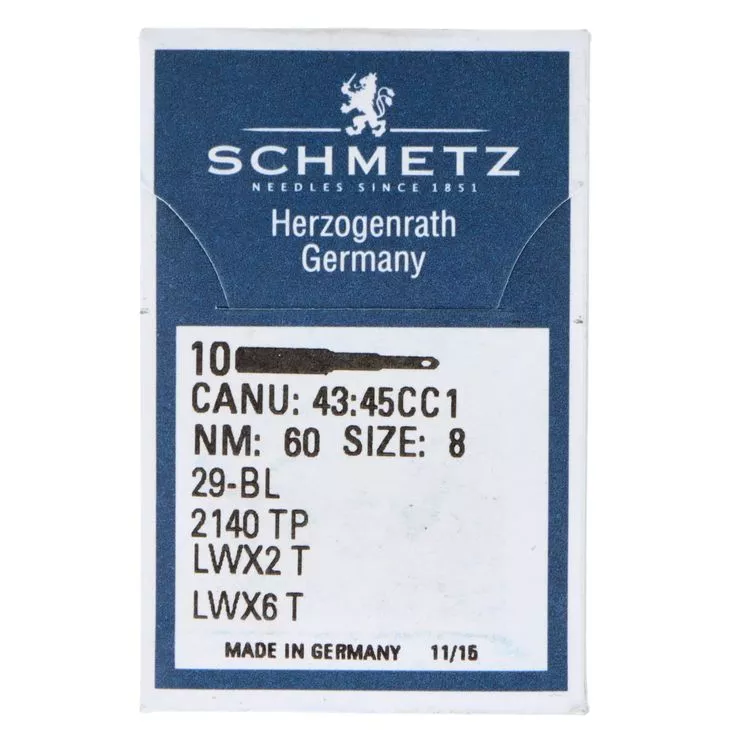 SCHMETZ
NEEDLES SINCE 1851
Herzogenrath
Germany
10
CANU: 43:45CC1
NM: 60 SIZE: 8
29-BL
2140 TP
LWX2 T
LWX6 T
MADE IN GERMANY 11/15